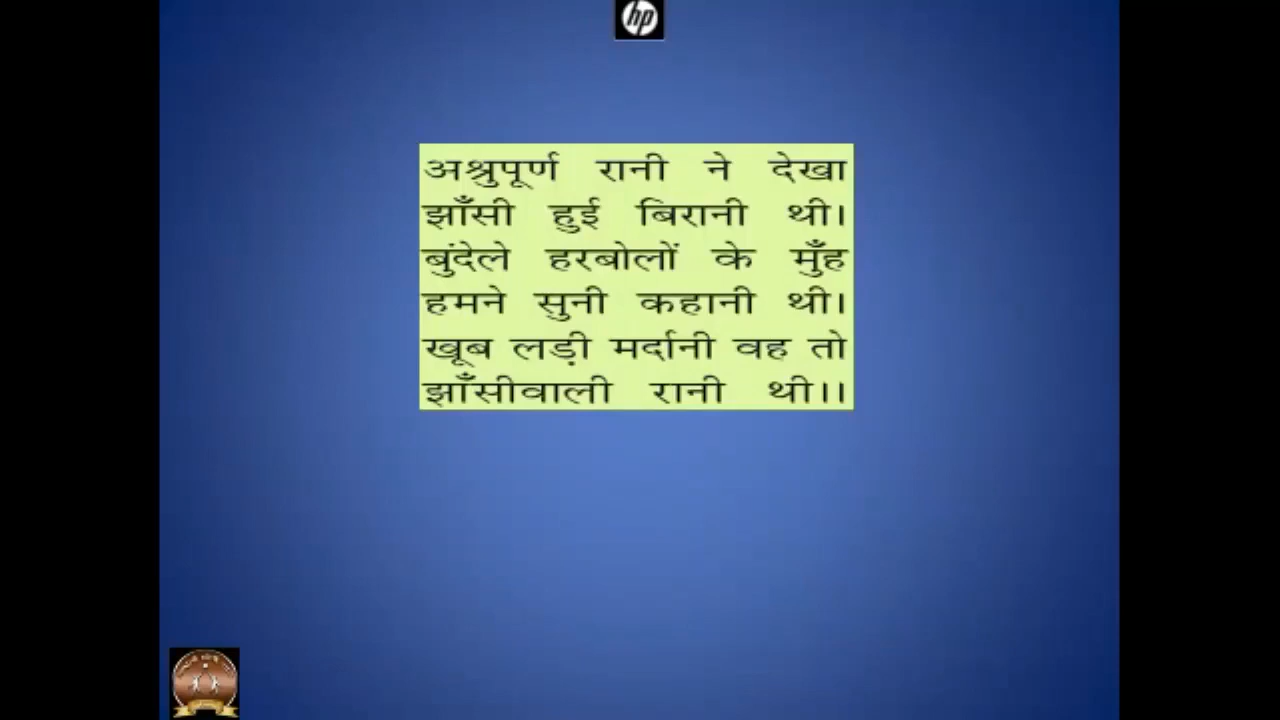 hp
अश्रुपूर्ण रानी ने देखा
झाँसी हुई बिरानी थी।
बुंदेले हरबोलों के मुँह
हमने सुनी कहानी थी।
खूब लड़ी मर्दानी वह तो
झाँसीवाली रानी थी।।